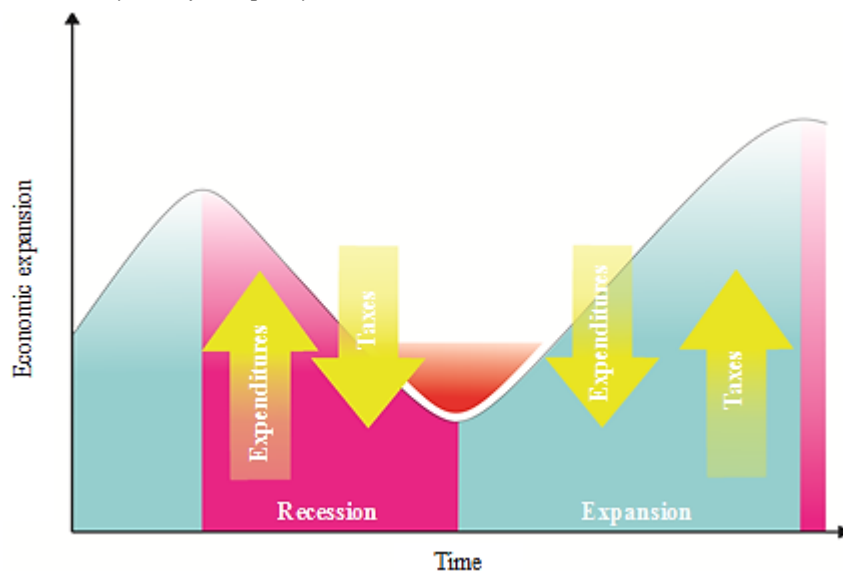 Economic expansion
Expenditures
Taxes
Expenditures
Taxes
Recession
Expansion
Time